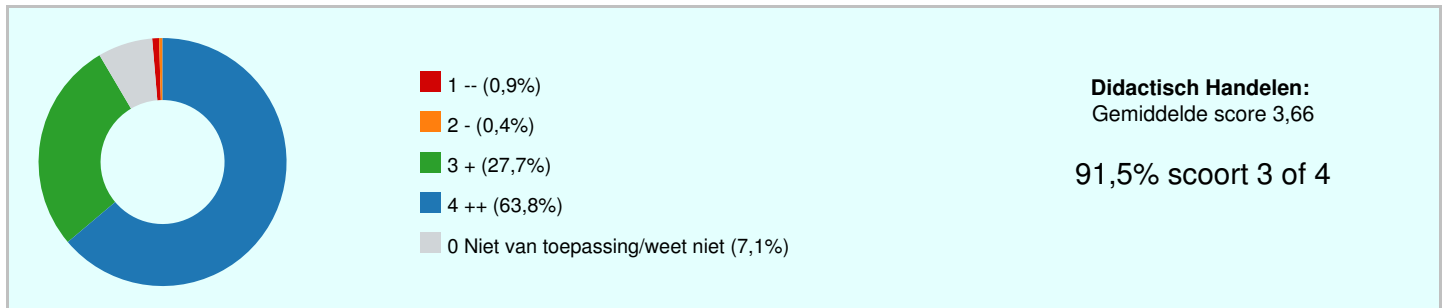 1 -- (0,9%)
2 - (0,4%)
3 + (27,7%)
4 ++ (63,8%)
0 Niet van toepassing/weet niet (7,1%)
Didactisch Handelen:
Gemiddelde score 3,66
91,5% scoort 3 of 4